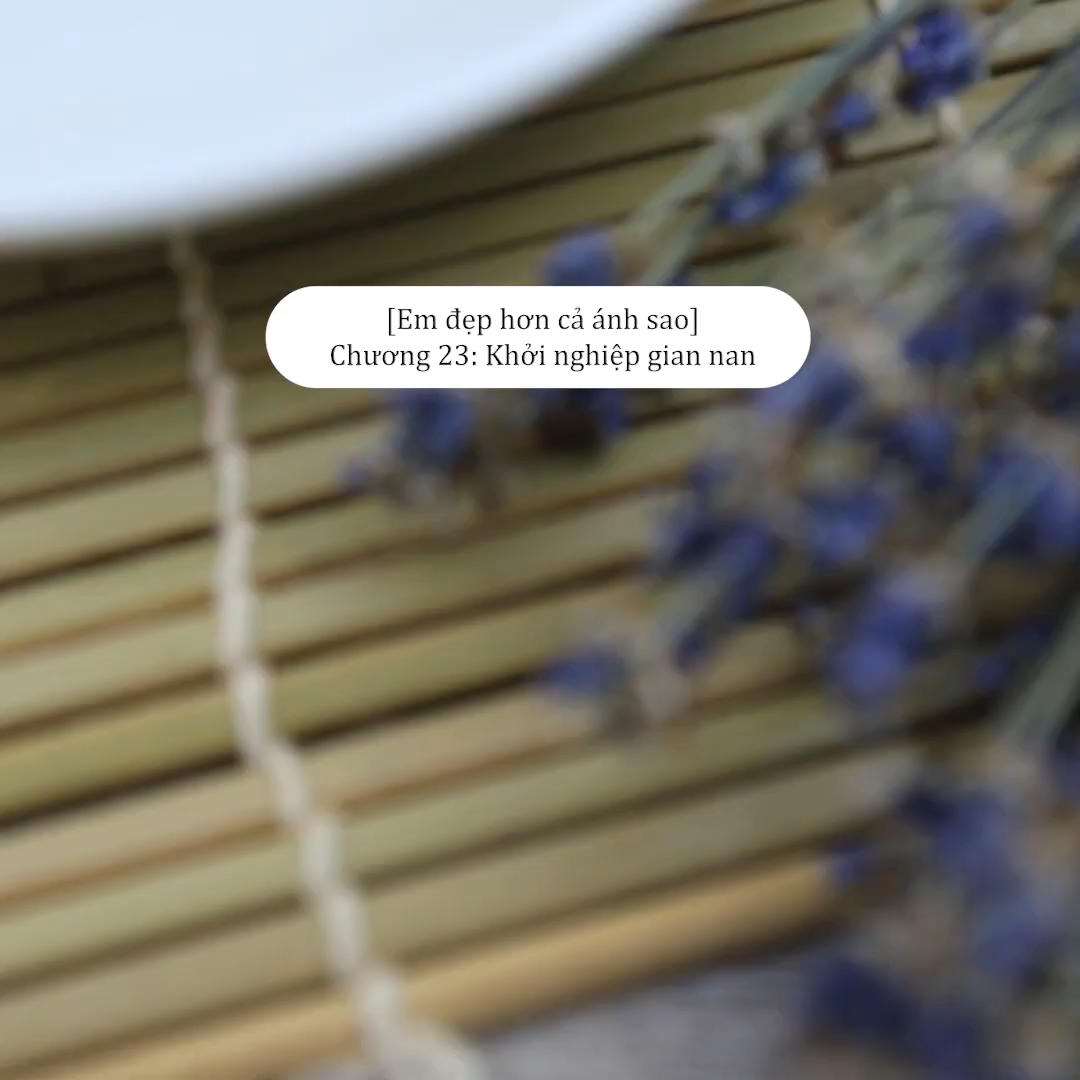 [Em đẹp hơn cả ánh sao]
Chương 23: Khởi nghiệp gian nan